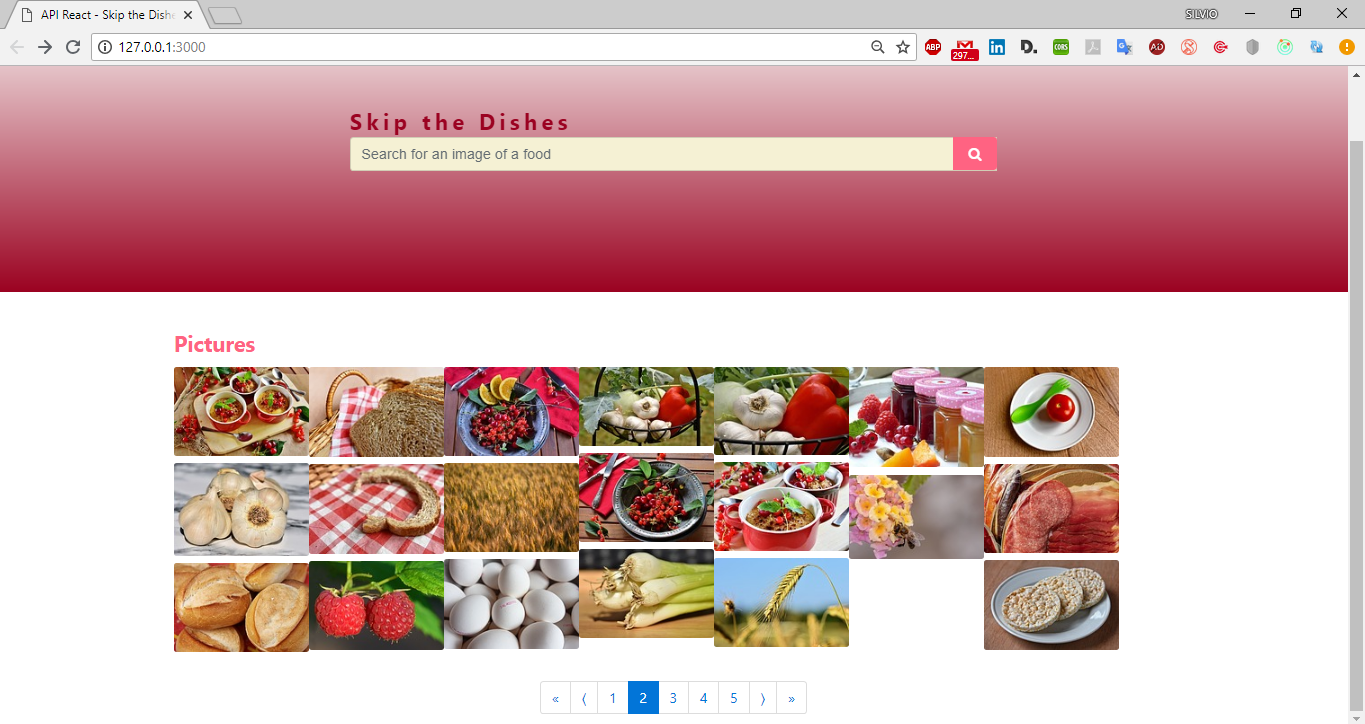 API React - Skip the Dishe
SILVIO
127.0.0.1:3000
ABP
297...
in
D.
CORS
Skip the Dishes
Search for an image of a food
Pictures
« ⟨ 1 2 3 4 5 ⟩ »